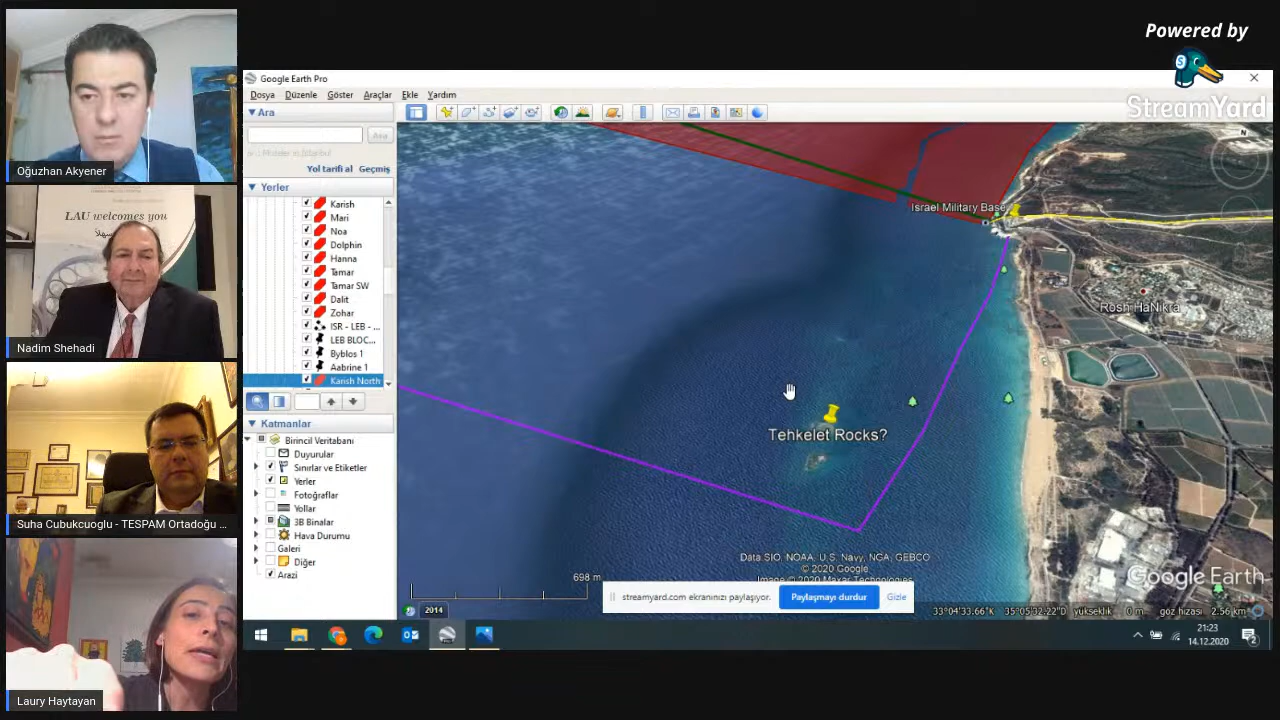 Powered by
StreamYard
Oğuzhan Akyener
LAU welcomes you
Nadim Shehadi
Suha Cubukcuoglu - TESPAM Ortadoğu ...
Laury Haytayan
Google Earth Pro
Dosya Düzenle Göster Araçlar Ekle Yardım
Ara
Ara
Yol tarifi al Geçmiş
Yerler
Karish
Mari
Noa
Dolphin
Hanna
Tamar
Tamar SW
Dalit
Zohar
ISR - LEB - ...
LEB BLOC...
Byblos 1
Aabrine 1
Karish North
Katmanlar
Birincil Veritabanı
Duyurular
Sınırlar ve Etiketler
Yerler
Fotoğraflar
Yollar
3B Binalar
Hava Durumu
Galeri
Diğer
Arazi
N
Israel Military Base
Rosh HaNikra
Tehkelet Rocks?
Data SIO, NOAA, U.S. Navy, NGA, GEBCO
© 2020 Google
Image © 2020 Maxar Technologies
Google Earth
698 m
2014
33°04'33.66"K 35°05'32.22"D yükseklik 0 m göz hizası 2.56 km
streamyard.com ekranınızı paylaşıyor. Paylaşmayı durdur Gizle
21:23
14.12.2020
2